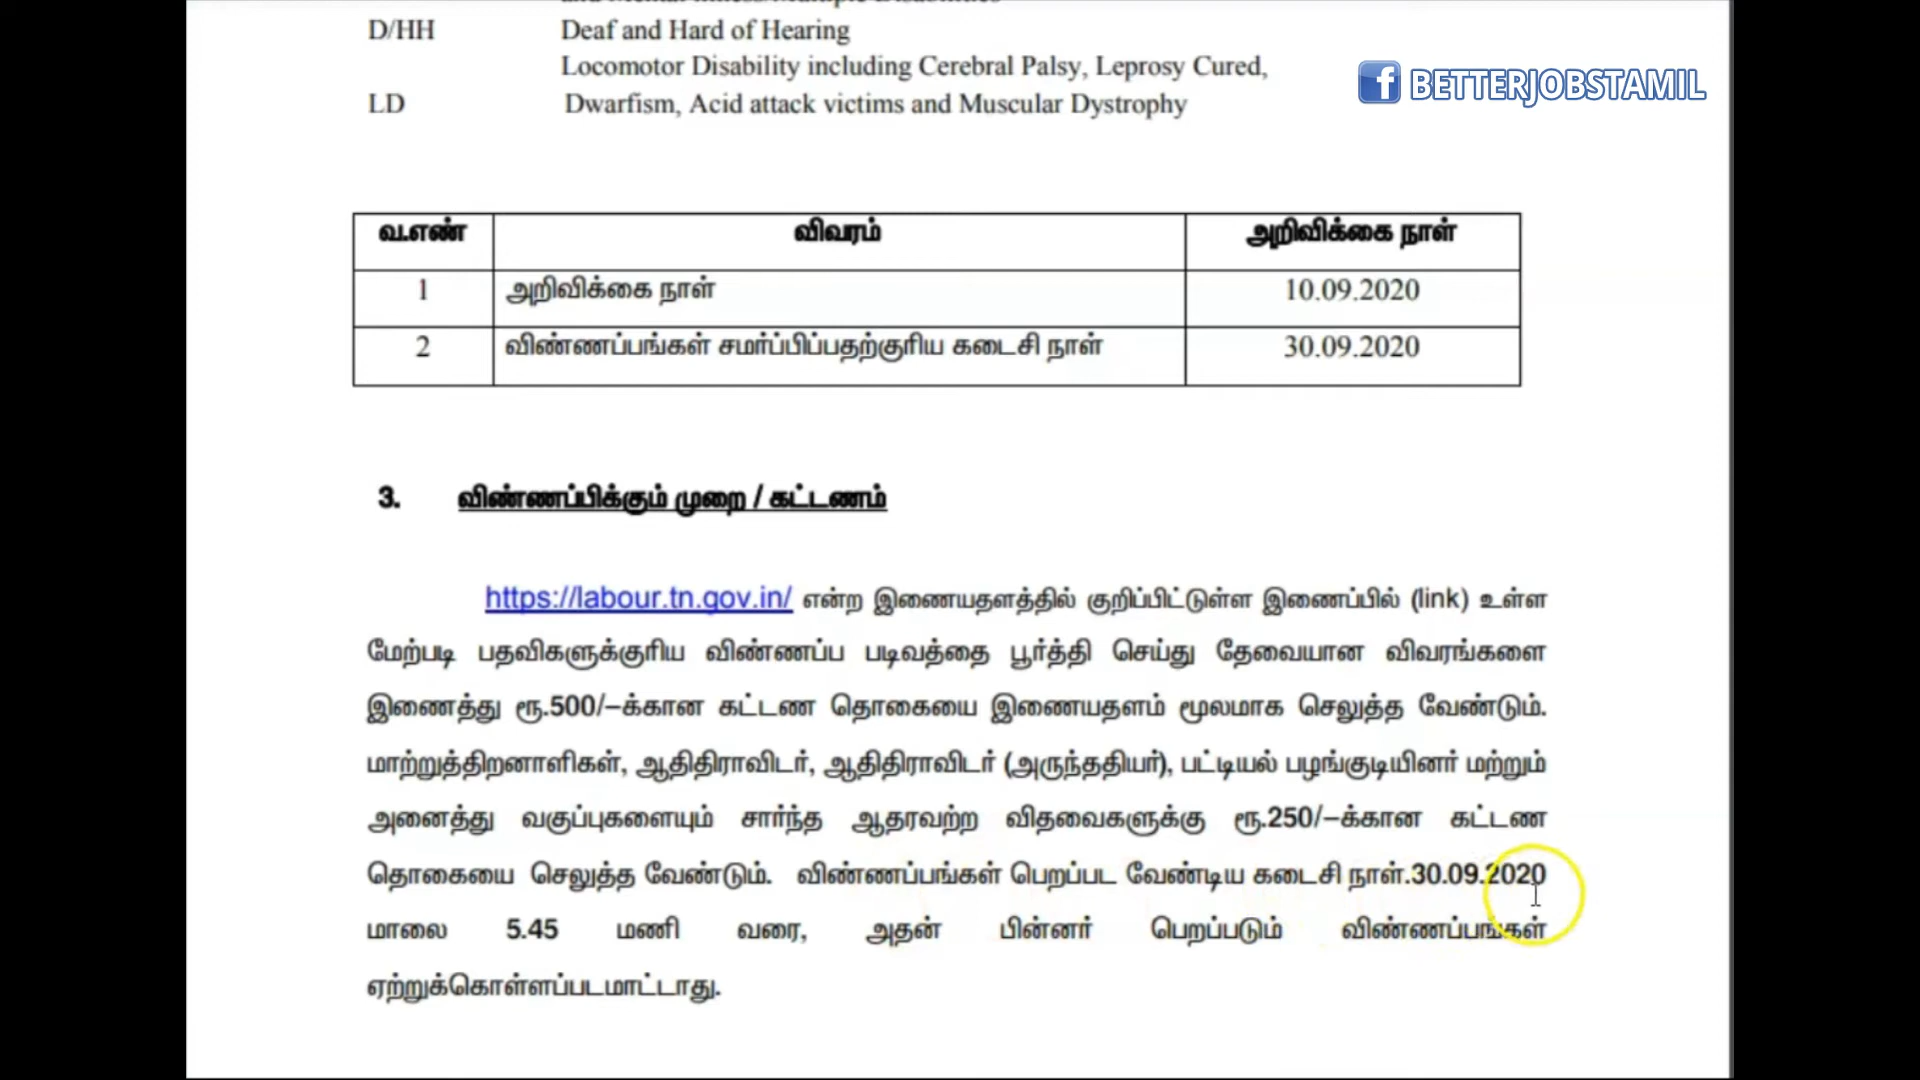 and Mental Illness/Multiple Disabilities
D/HH Deaf and Hard of Hearing
Locomotor Disability including Cerebral Palsy, Leprosy Cured,
LD Dwarfism, Acid attack victims and Muscular Dystrophy
BETTERJOBSTAMIL
வ.எண் விவரம் அறிவிக்கை நாள்
1 அறிவிக்கை நாள் 10.09.2020
2 விண்ணப்பங்கள் சமர்ப்பிப்பதற்குரிய கடைசி நாள் 30.09.2020
3. விண்ணப்பிக்கும் முறை / கட்டணம்
https://labour.tn.gov.in/ என்ற இணையதளத்தில் குறிப்பிட்டுள்ள இணைப்பில் (link) உள்ள
மேற்படி பதவிகளுக்குரிய விண்ணப்ப படிவத்தை பூர்த்தி செய்து தேவையான விவரங்களை
இணைத்து ரூ.500/–க்கான கட்டண தொகையை இணையதளம் மூலமாக செலுத்த வேண்டும்.
மாற்றுத்திறனாளிகள், ஆதிதிராவிடர், ஆதிதிராவிடர் (அருந்ததியர்), பட்டியல் பழங்குடியினர் மற்றும்
அனைத்து வகுப்புகளையும் சார்ந்த ஆதரவற்ற விதவைகளுக்கு ரூ.250/–க்கான கட்டண
தொகையை செலுத்த வேண்டும். விண்ணப்பங்கள் பெறப்பட வேண்டிய கடைசி நாள்.30.09.2020
மாலை 5.45 மணி வரை, அதன் பின்னர் பெறப்படும் விண்ணப்பங்கள்
ஏற்றுக்கொள்ளப்படமாட்டாது.